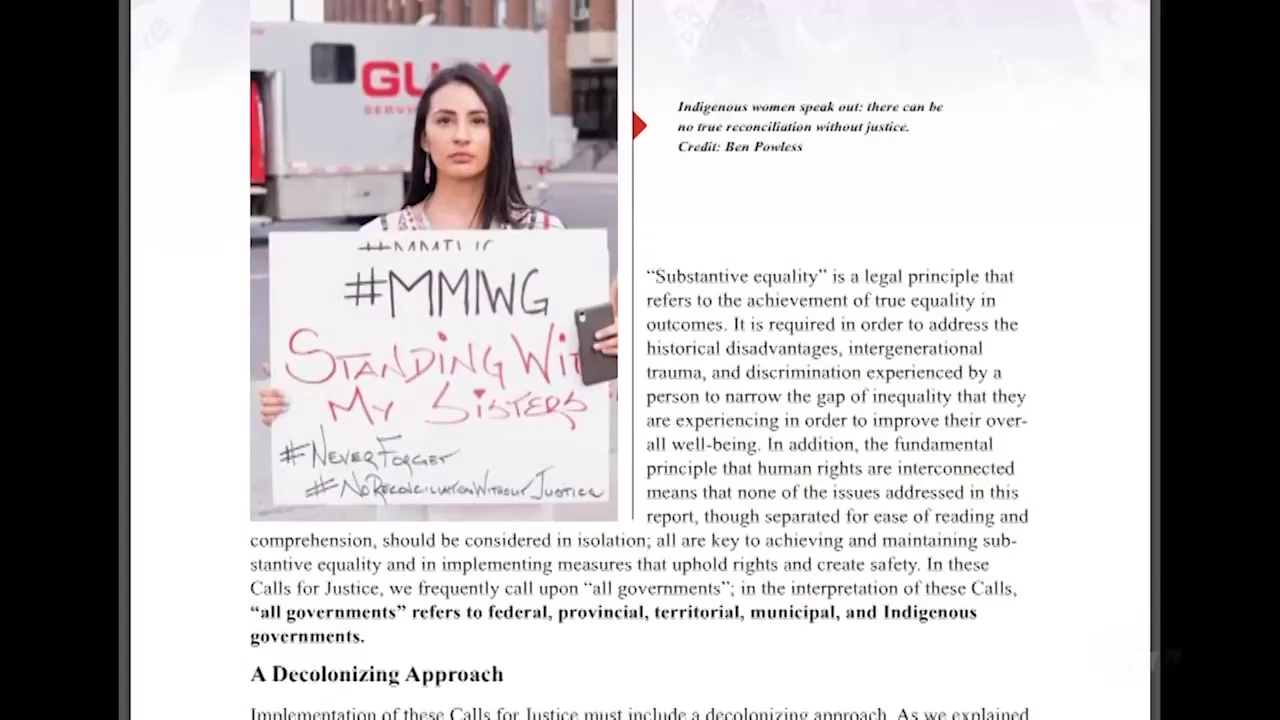 #MMIWG
STANDING WI
MY SISTERS
#NEVERFORGET
#NORECONCILIATIONWITHOUTJUSTICE
Indigenous women speak out: there can be
no true reconciliation without justice.
Credit: Ben Powless
“Substantive equality” is a legal principle that
refers to the achievement of true equality in
outcomes. It is required in order to address the
historical disadvantages, intergenerational
trauma, and discrimination experienced by a
person to narrow the gap of inequality that they
are experiencing in order to improve their over-
all well-being. In addition, the fundamental
principle that human rights are interconnected
means that none of the issues addressed in this
report, though separated for ease of reading and
comprehension, should be considered in isolation; all are key to achieving and maintaining sub-
stantive equality and in implementing measures that uphold rights and create safety. In these
Calls for Justice, we frequently call upon “all governments”; in the interpretation of these Calls,
“all governments” refers to federal, provincial, territorial, municipal, and Indigenous
governments.
A Decolonizing Approach
Implementation of these Calls for Justice must include a decolonizing approach. As we explained